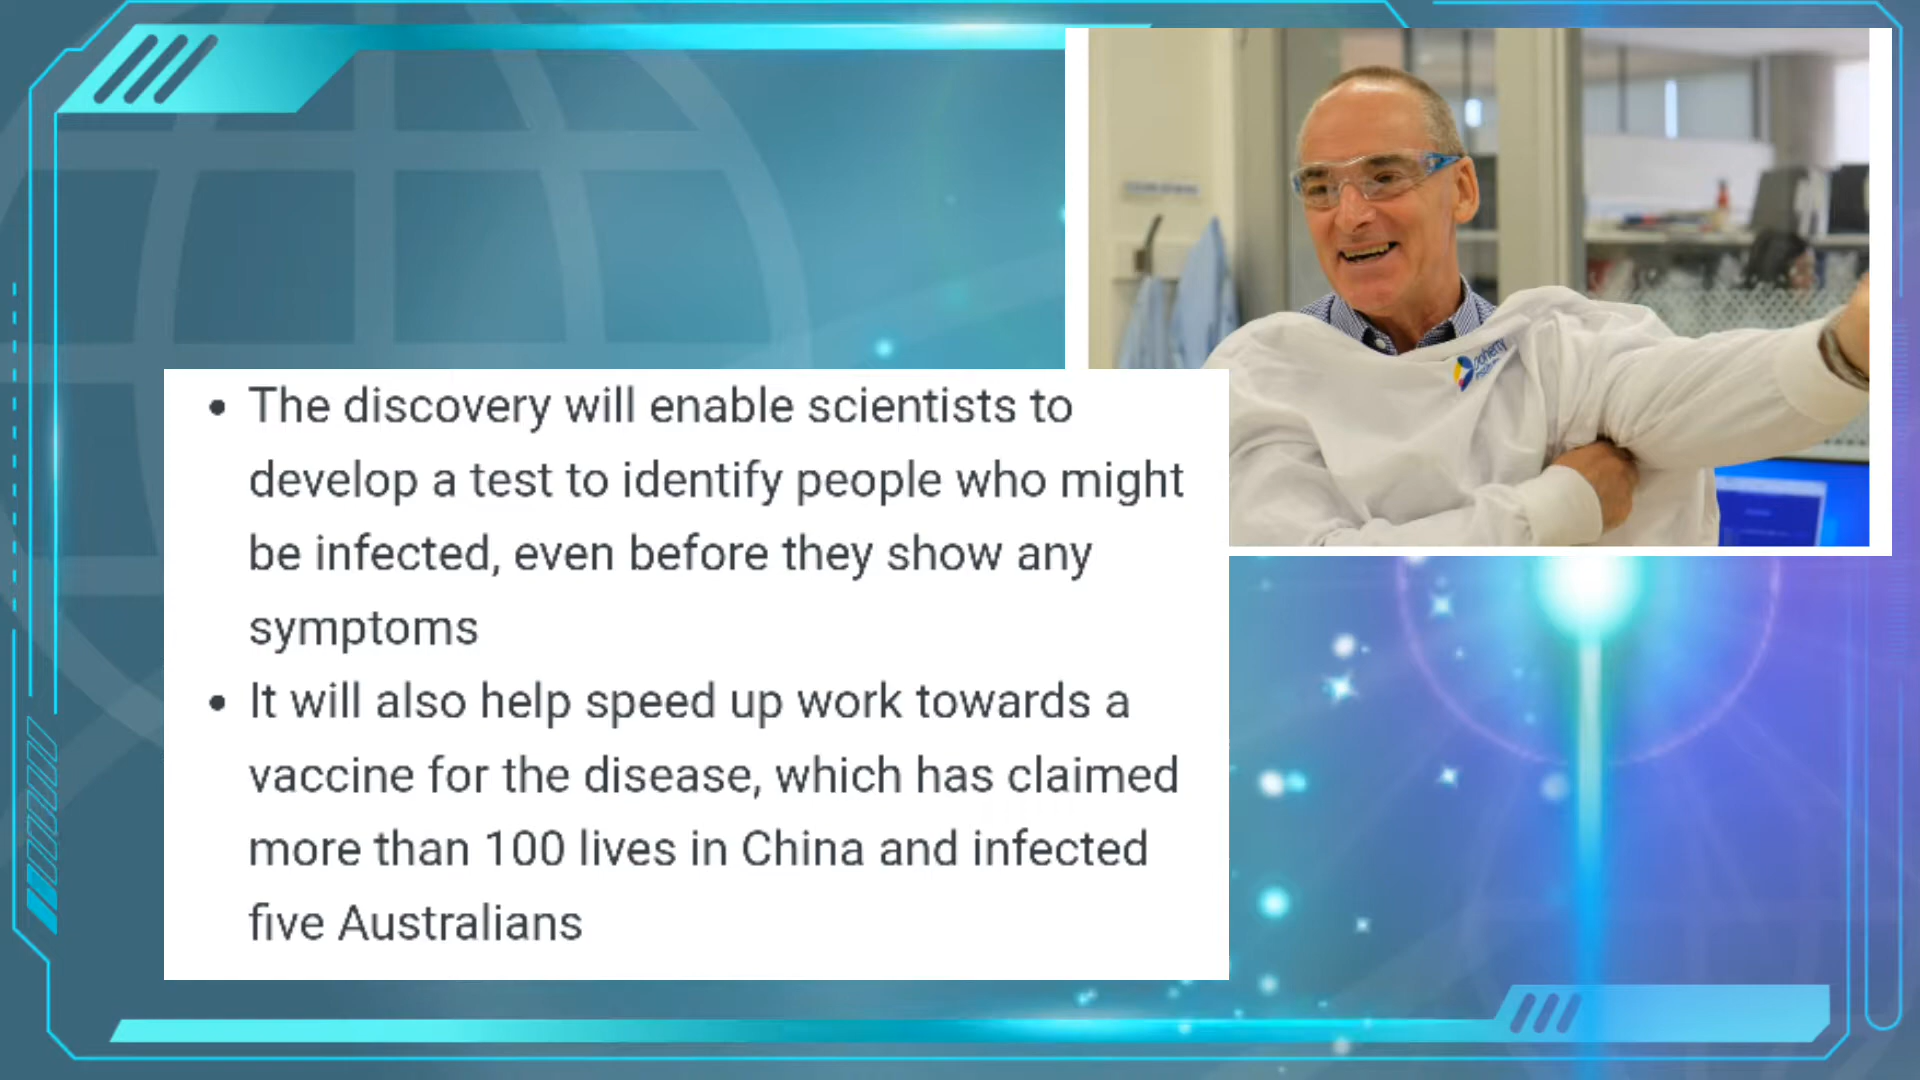 • The discovery will enable scientists to
develop a test to identify people who might
be infected, even before they show any
symptoms
• It will also help speed up work towards a
vaccine for the disease, which has claimed
more than 100 lives in China and infected
five Australians
Doherty
Institute